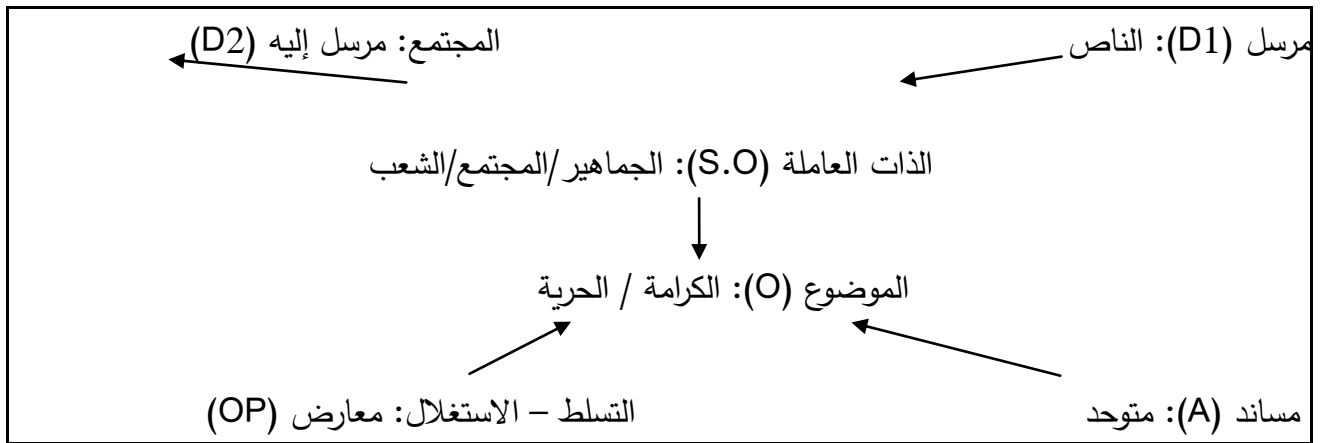 مرسل (D1): الناص
المجتمع: مرسل إليه (D2)
الذات العاملة (S.O): الجماهير/المجتمع/الشعب
الموضوع (O): الكرامة / الحرية
مساند (A): متوحد
التسلط – الاستغلال: معارض (OP)